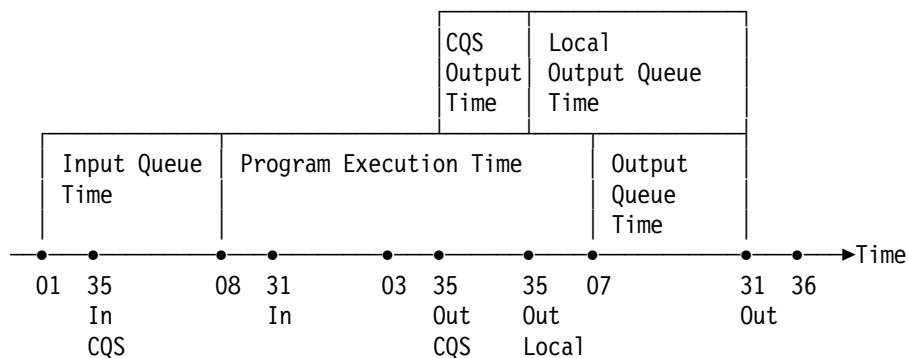 CQS Local
Output Output Queue
Time Time
Input Queue Program Execution Time Output
Time Queue
Time
Time
01 35 08 31 03 35 35 07 31 36
In In Out Out Out
CQS CQS Local